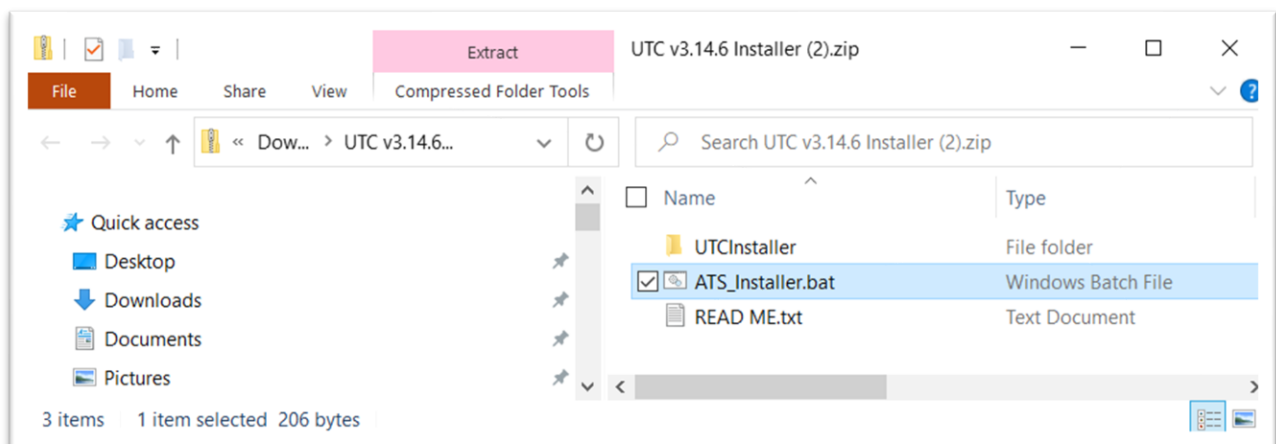 Extract
UTC v3.14.6 Installer (2).zip
File
Home
Share
View
Compressed Folder Tools
?
« Dow... > UTC v3.14.6...
Search UTC v3.14.6 Installer (2).zip
Quick access
Desktop
Downloads
Documents
Pictures
Name
Type
UTCInstaller
File folder
ATS_Installer.bat
Windows Batch File
READ ME.txt
Text Document
3 items
1 item selected 206 bytes